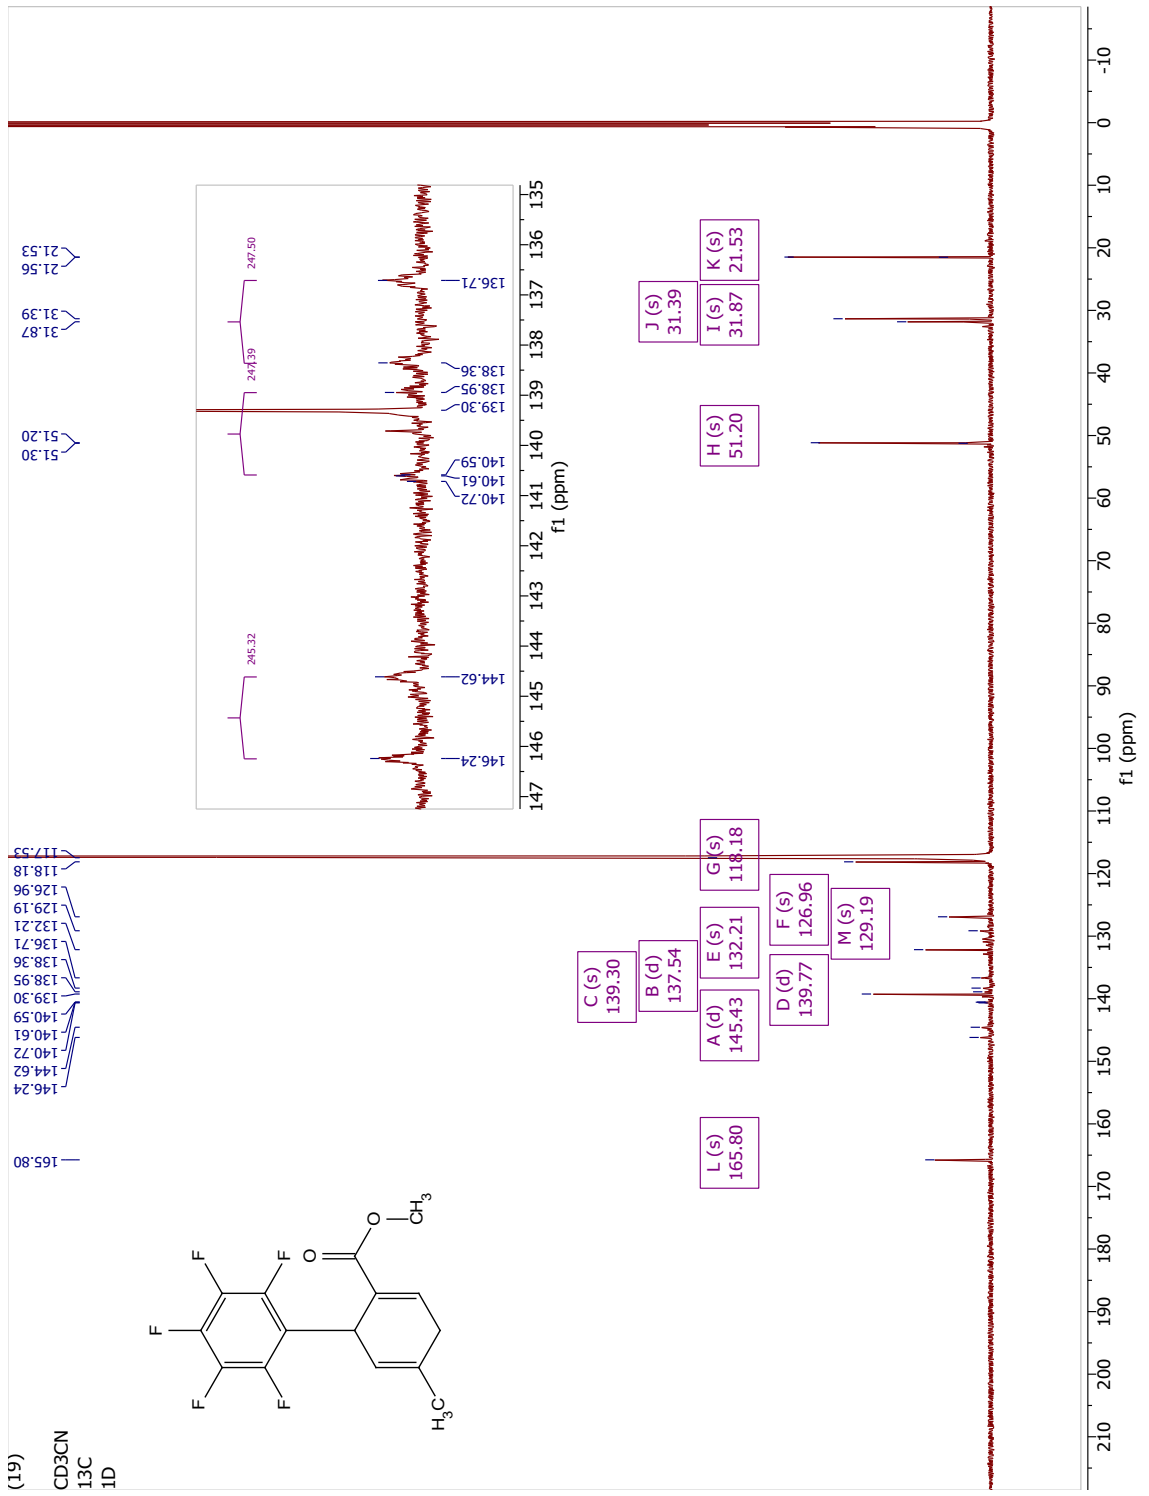 (19)
CD3CN
13C
1D
F
F
F
F
F
O
O
CH3
H3C
165.80
146.24
144.62
140.72
140.61
140.59
139.30
138.95
138.36
136.71
132.21
129.19
126.96
118.18
117.53
51.30
51.20
31.87
31.39
21.56
21.53
245.32
247.39
247.50
146.24
144.62
140.72
140.61
140.59
139.30
138.95
138.36
136.71
147 146 145 144 143 142 141 140 139 138 137 136 135
f1 (ppm)
C (s)
139.30
B (d)
137.54
J (s)
31.39
L (s)
165.80
A (d)
145.43
E (s)
132.21
G (s)
118.18
H (s)
51.20
I (s)
31.87
K (s)
21.53
D (d)
139.77
F (s)
126.96
M (s)
129.19
210 200 190 180 170 160 150 140 130 120 110 100 90 80 70 60 50 40 30 20 10 0 -10
f1 (ppm)